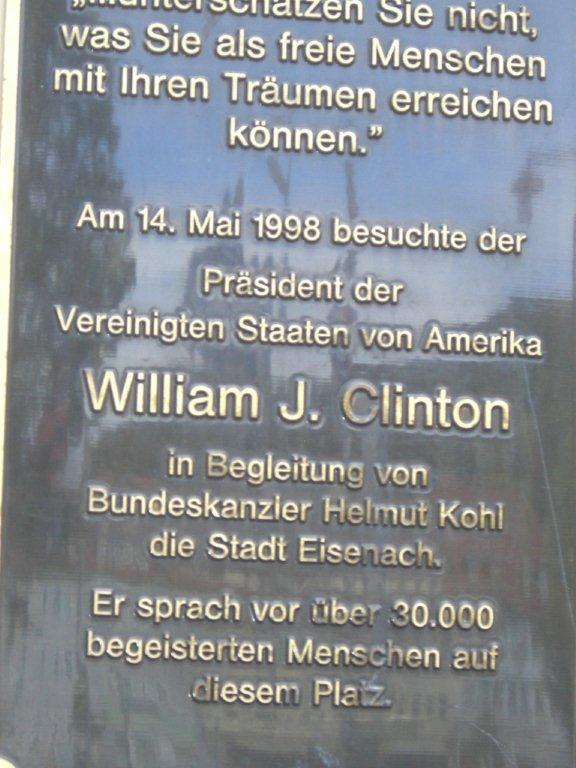 „...unterschätzen Sie nicht,
was Sie als freie Menschen
mit Ihren Träumen erreichen
können.”
Am 14. Mai 1998 besuchte der
Präsident der
Vereinigten Staaten von Amerika
William J. Clinton
in Begleitung von
Bundeskanzler Helmut Kohl
die Stadt Eisenach.
Er sprach vor über 30.000
begeisterten Menschen auf
diesem Platz.